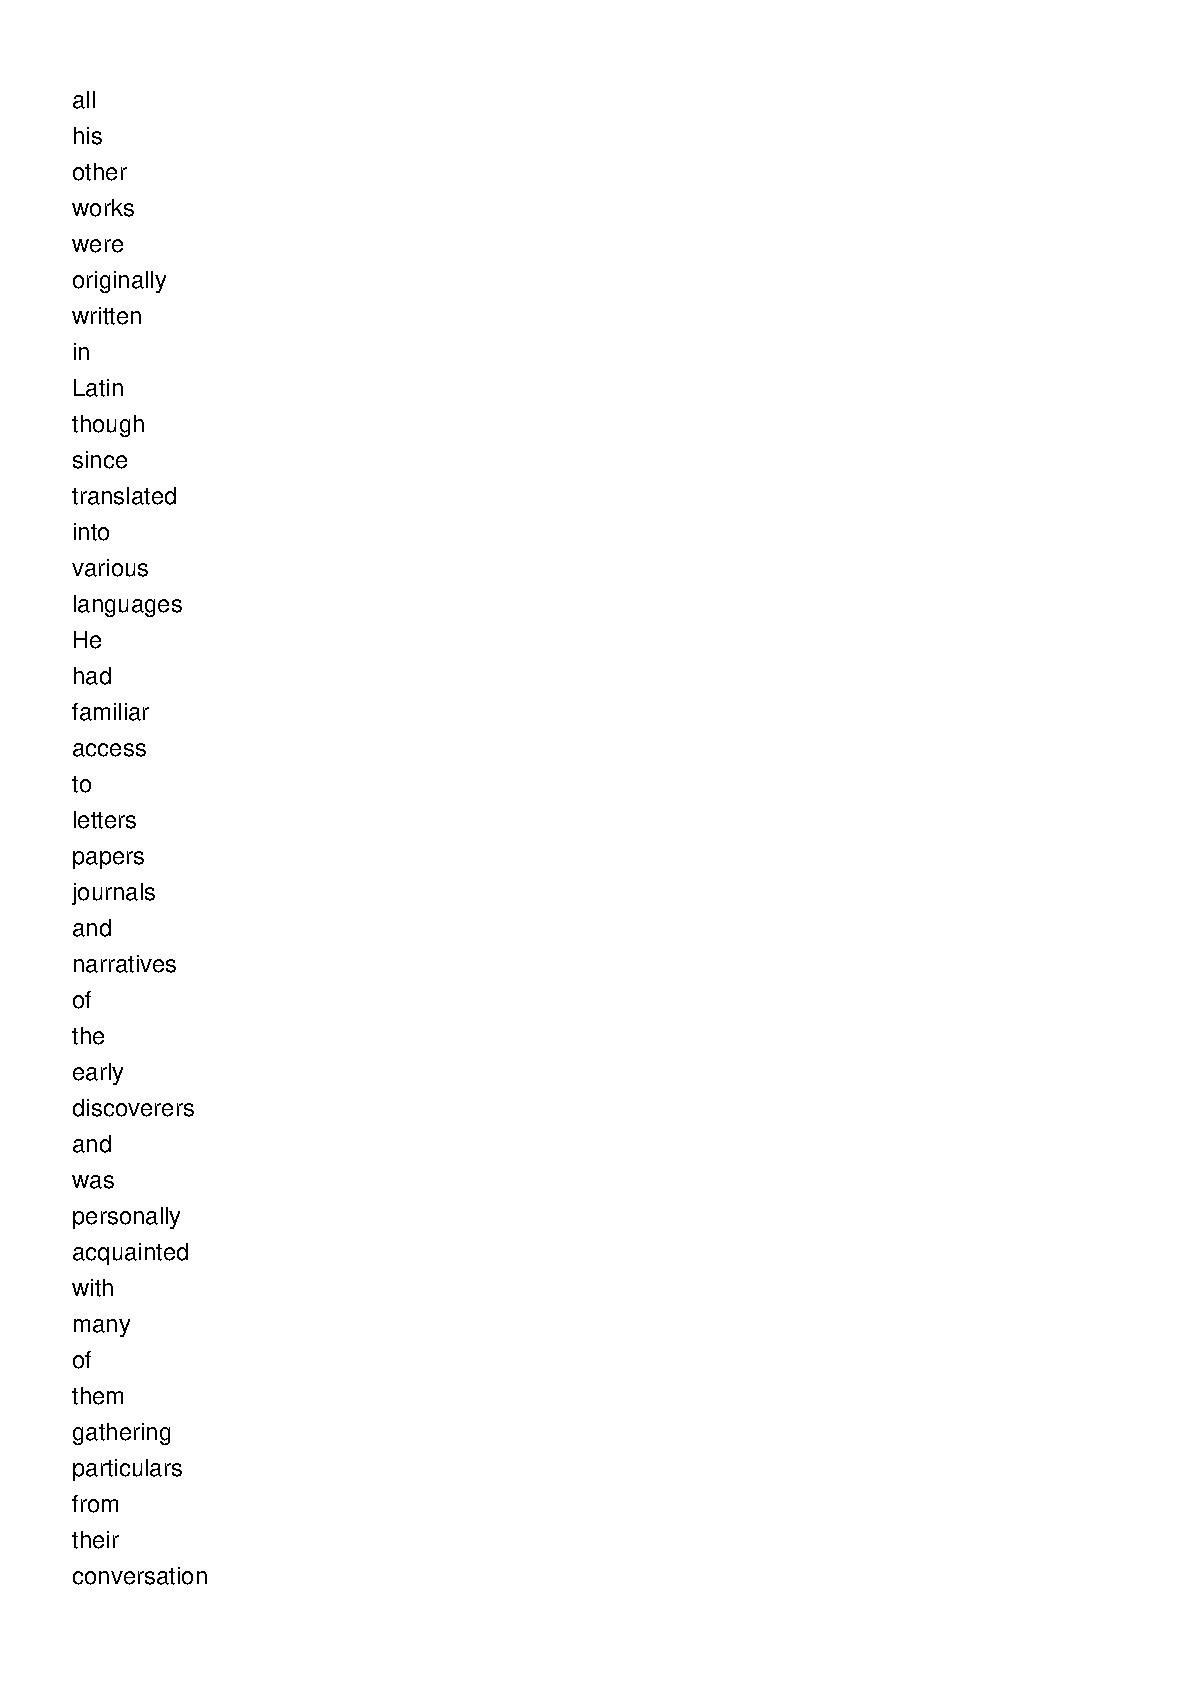 all
his
other
works
were
originally
written
in
Latin
though
since
translated
into
various
languages
He
had
familiar
access
to
letters
papers
journals
and
narratives
of
the
early
discoverers
and
was
personally
acquainted
with
many
of
them
gathering
particulars
from
their
conversation